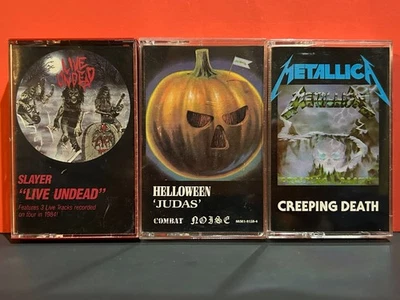 LIVE
UNDEAD
SLAYER
"LIVE UNDEAD"
Features 3 Live Tracks recorded
on tour in 1984!
HELLOWEEN
'JUDAS'
COMBAT NOISE
METALLICA
METALLICA
CREEPING DEATH